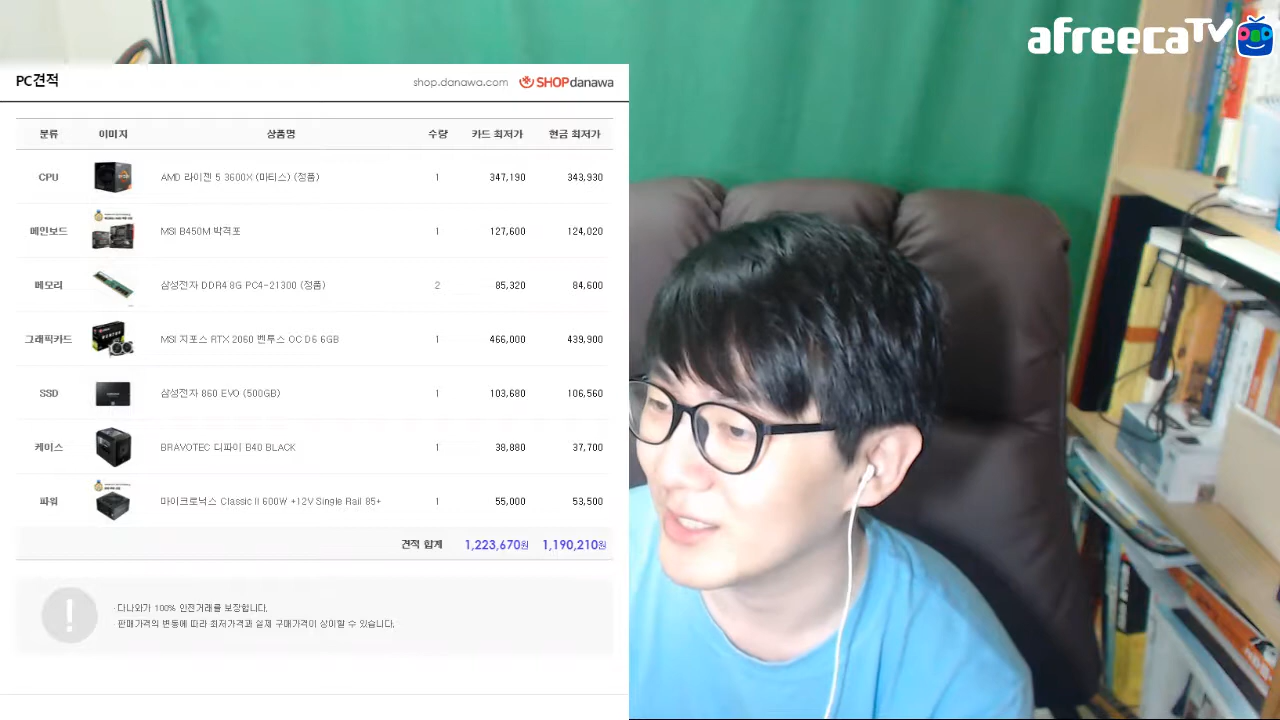 afreecaTV
PC견적 shop.danawa.com SHOPdanawa
분류 이미지 상품명 수량 카드 최저가 현금 최저가
CPU AMD 라이젠 5 3600X (마티스) (정품) 1 347,190 343,930
메인보드 MSI B450M 박격포 1 127,600 124,020
메모리 삼성전자 DDR4 8G PC4-21300 (정품) 2 85,320 84,600
그래픽카드 MSI 지포스 RTX 2060 벤투스 OC D6 6GB 1 466,000 439,900
SSD 삼성전자 860 EVO (500GB) 1 103,680 106,560
케이스 BRAVOTEC 디파이 B40 BLACK 1 38,880 37,700
파워 마이크로닉스 Classic II 600W +12V Single Rail 85+ 1 55,000 53,500
견적 합계 1,223,670원 1,190,210원
· 다나와가 100% 안전거래를 보장합니다.
· 판매가격의 변동에 따라 최저가격과 실제 구매가격이 상이할 수 있습니다.